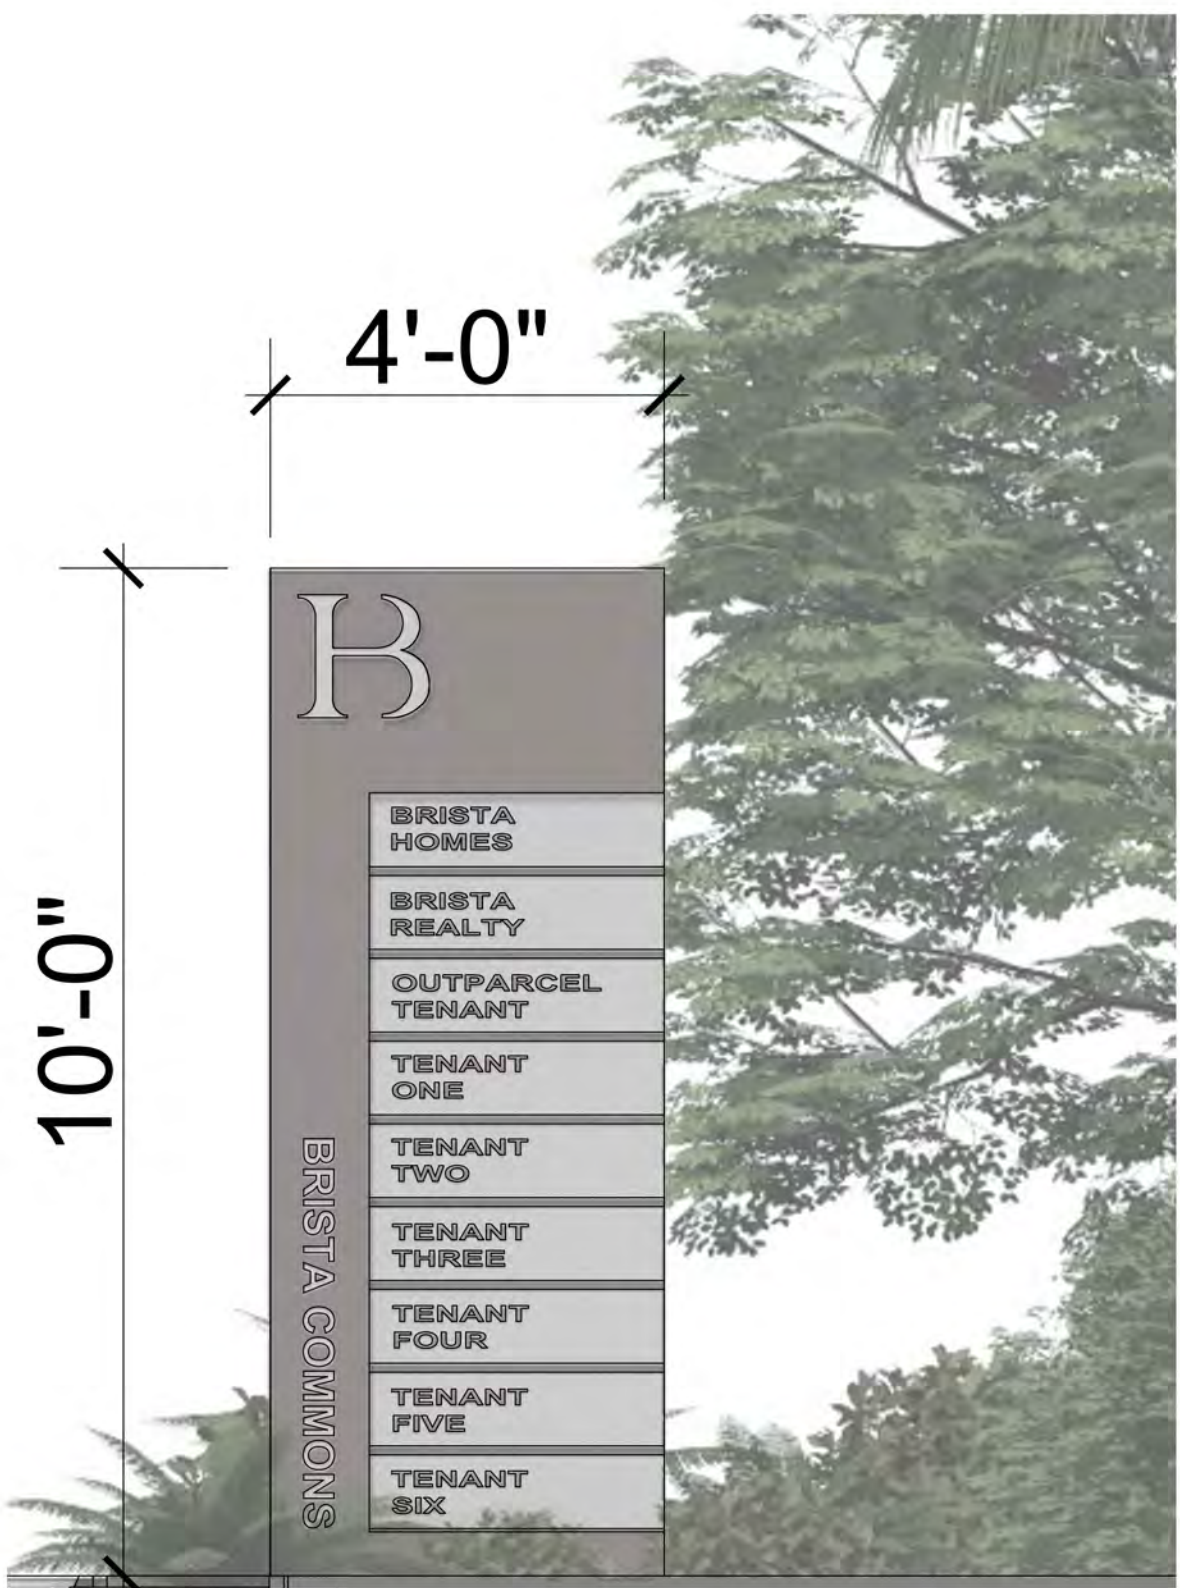 4'-0"
10'-0"
B
BRISTA
HOMES
BRISTA
REALTY
OUTPARCEL
TENANT
TENANT
ONE
TENANT
TWO
TENANT
THREE
TENANT
FOUR
TENANT
FIVE
TENANT
SIX
BRISTA COMMONS